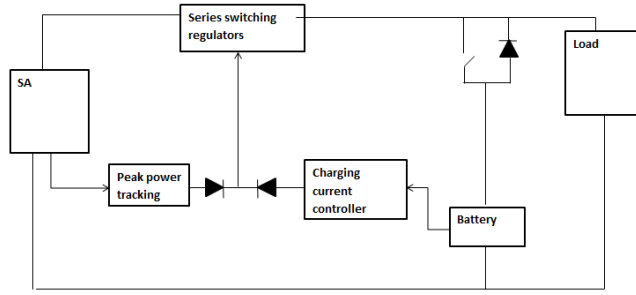 Series switching
regulators
SA
Load
Peak power
tracking
Charging
current
controller
Battery